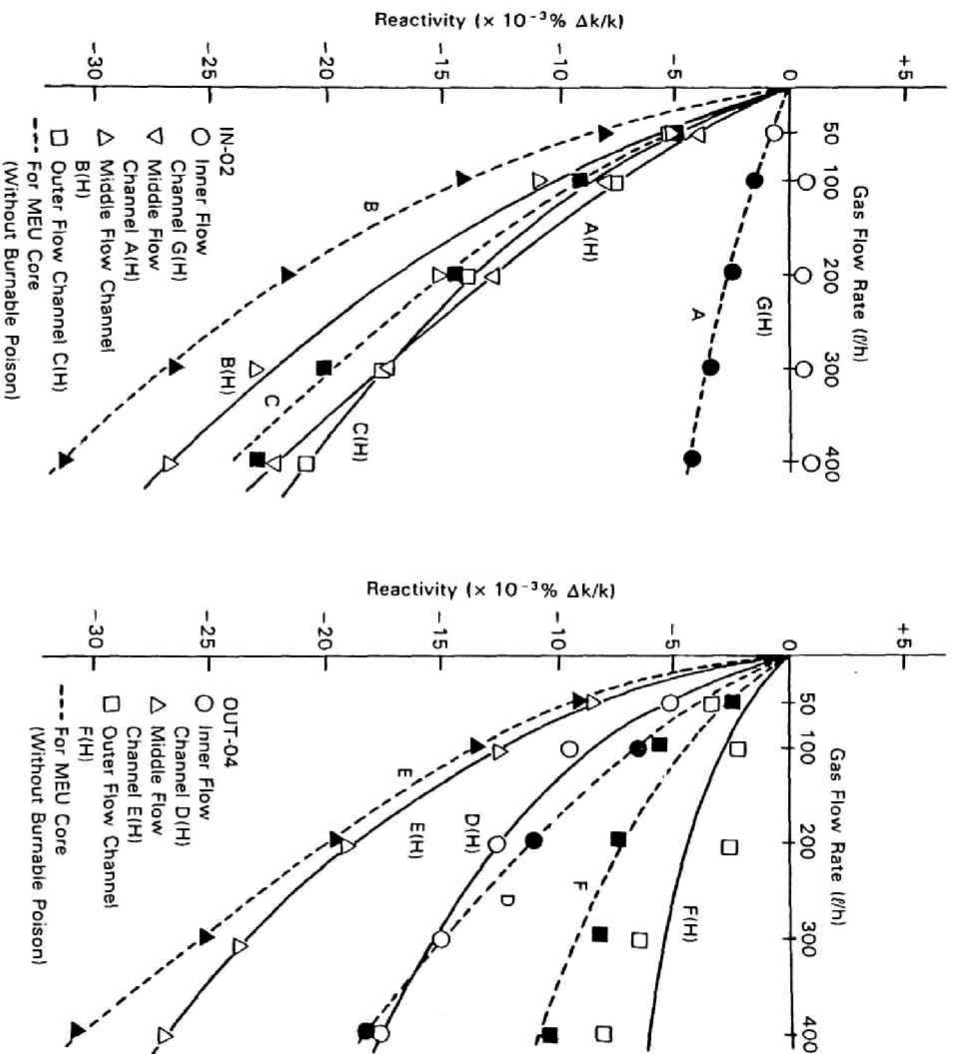 Reactivity (× 10⁻³% Δk/k)
-30
-25
-20
-15
-10
-5
0
+5
Gas Flow Rate (ℓ/h)
50
100
200
300
400
G(H)
A
A(H)
B
B(H)
C
C(H)
IN-02
○ Inner Flow
Channel G(H)
▽ Middle Flow
Channel A(H)
△ Middle Flow Channel
B(H)
□ Outer Flow Channel C(H)
--- For MEU Core
(Without Burnable Poison)
Reactivity (× 10⁻³% Δk/k)
-30
-25
-20
-15
-10
-5
0
+5
Gas Flow Rate (ℓ/h)
50
100
200
300
400
F(H)
F
D(H)
D
E(H)
E
OUT-04
○ Inner Flow
Channel D(H)
△ Middle Flow
Channel E(H)
□ Outer Flow Channel
F(H)
--- For MEU Core
(Without Burnable Poison)